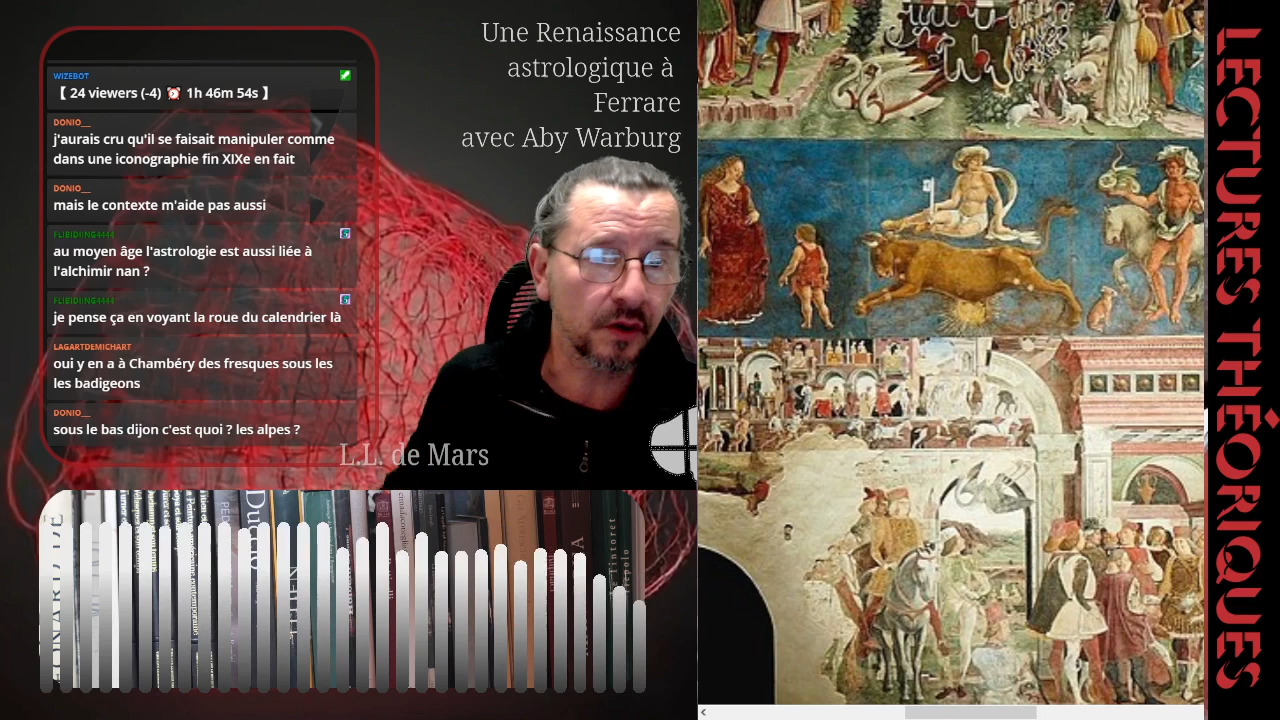 Une Renaissance
astrologique à
Ferrare
avec Aby Warburg
WIZEBOT
【 24 viewers (-4) ⏰ 1h 46m 54s 】
DONIO__
j'aurais cru qu'il se faisait manipuler comme
dans une iconographie fin XIXe en fait
DONIO__
mais le contexte m'aide pas aussi
FLIBIDIING4444
au moyen âge l'astrologie est aussi liée à
l'alchimir nan ?
FLIBIDIING4444
je pense ça en voyant la roue du calendrier là
LAGARTDEMICHART
oui y en a à Chambéry des fresques sous les
les badigeons
DONIO__
sous le bas dijon c'est quoi ? les alpes ?
L.L. de Mars
LECTURES THÉORIQUES